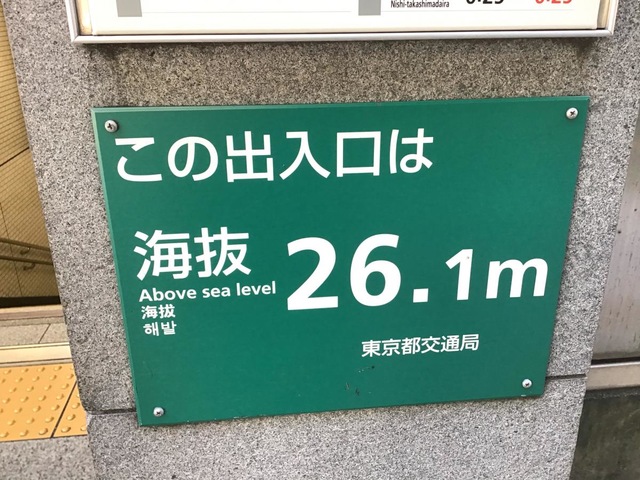 Nishi-takashimadaira
この出入口は
海抜 26.1m
Above sea level
海拔
해발
東京都交通局